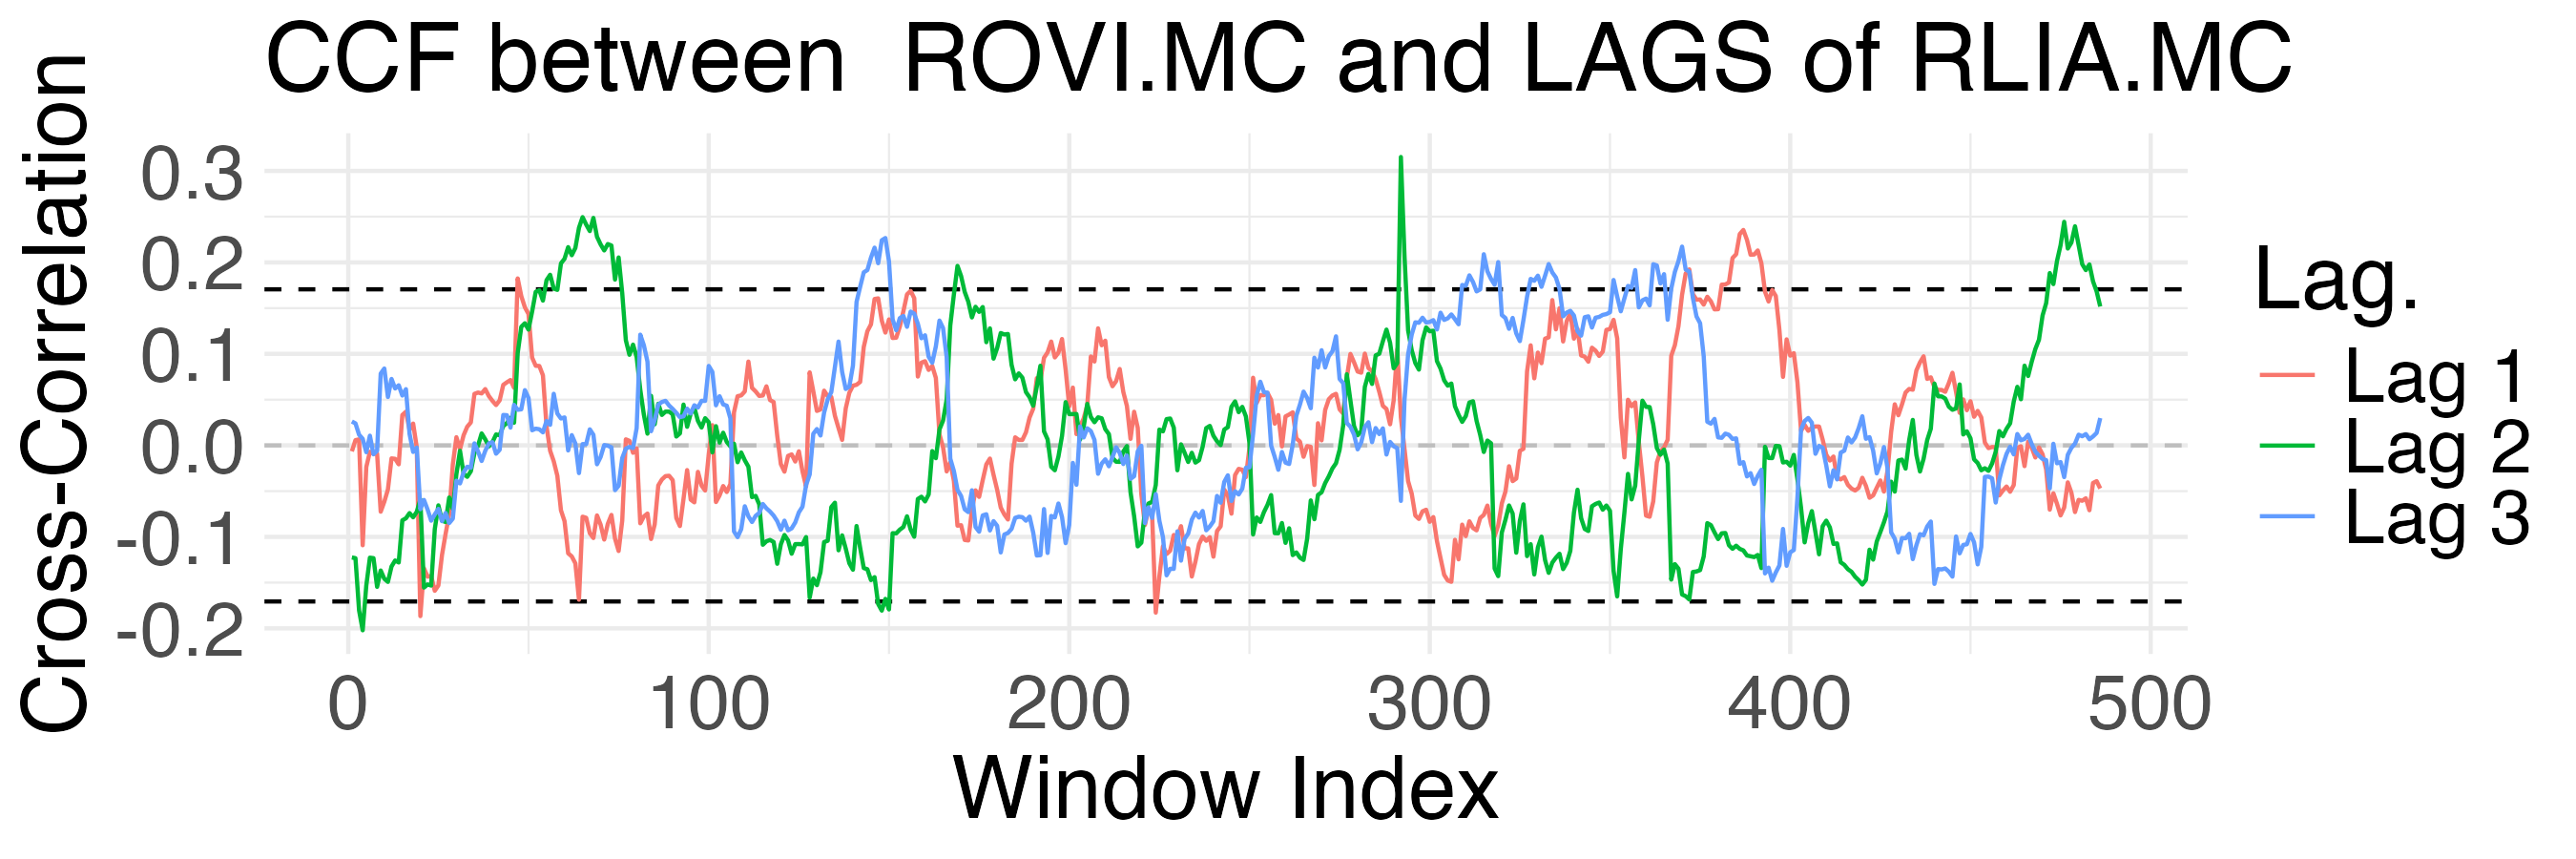 CCF between  ROVI.MC and LAGS of RLIA.MC
Cross-Correlation
0.3
0.2
0.1
0.0
-0.1
-0.2
0 100 200 300 400 500
Window Index
Lag.
Lag 1
Lag 2
Lag 3